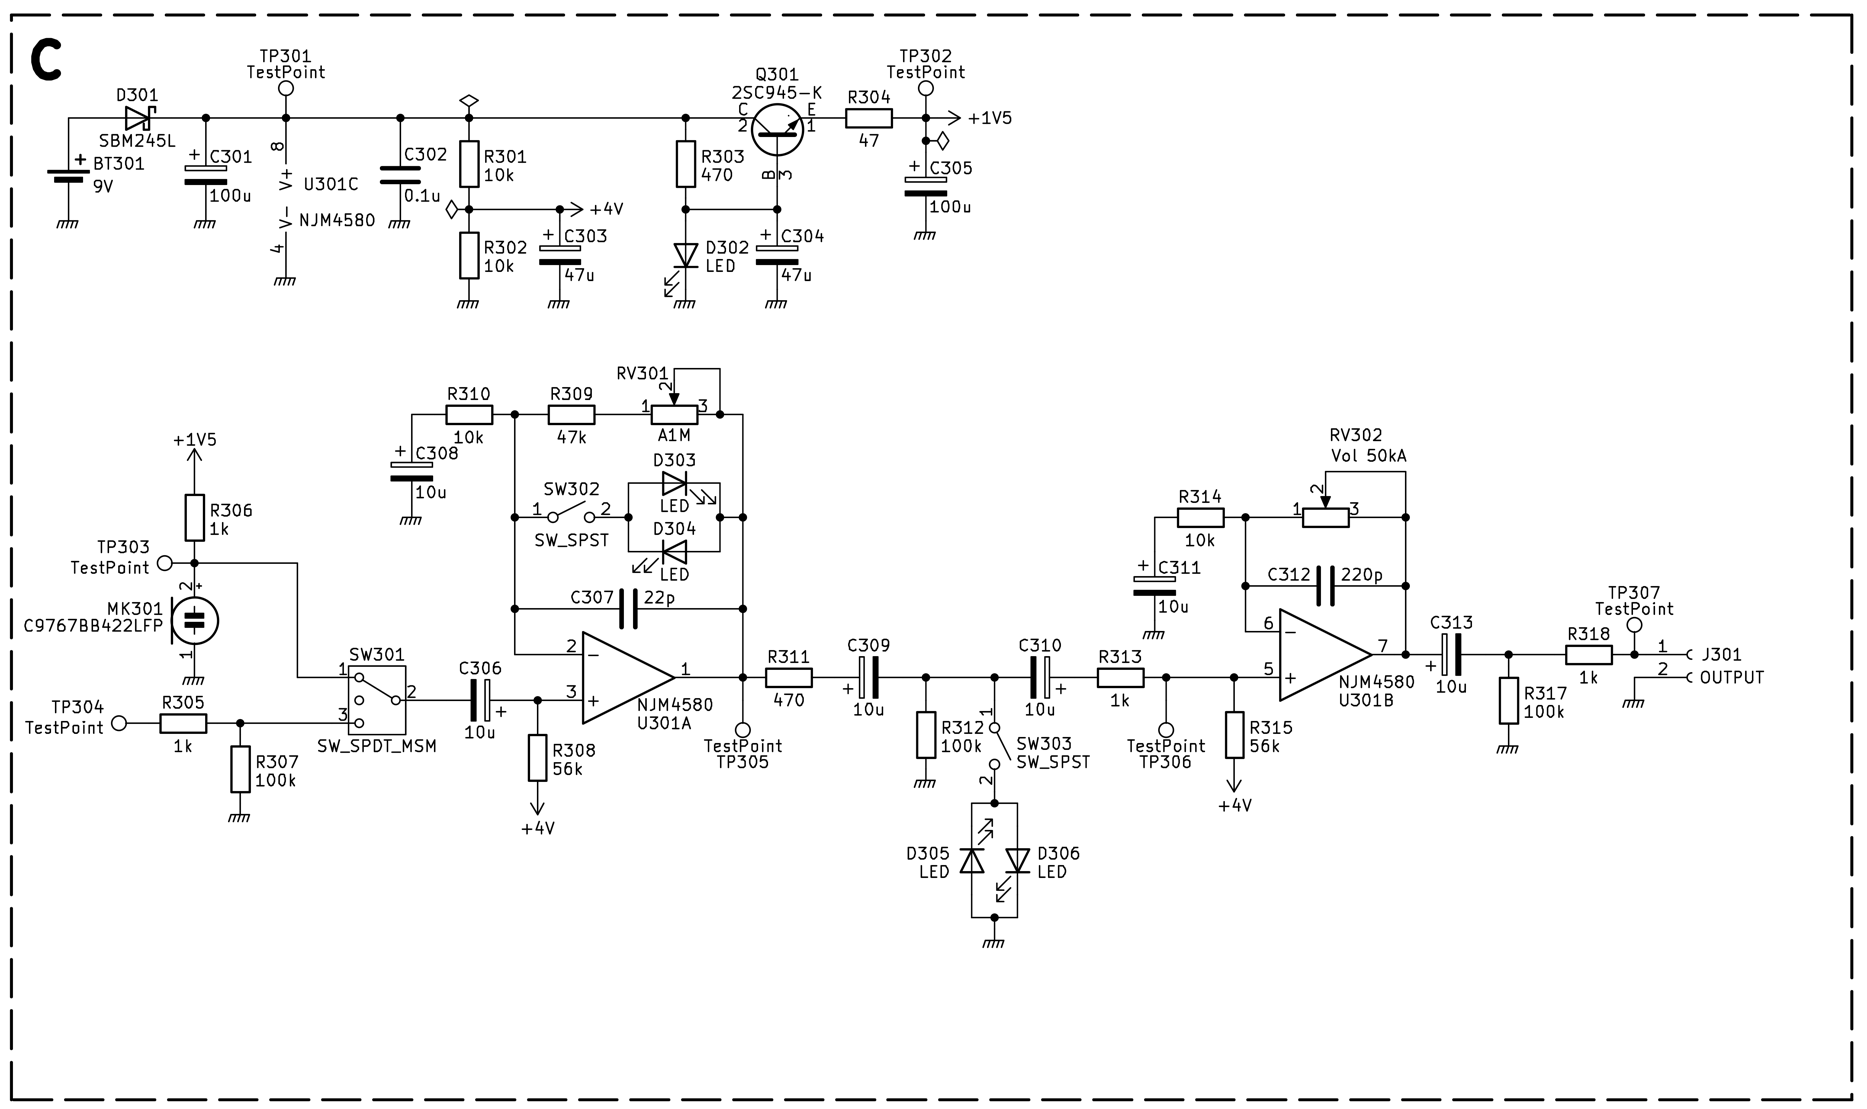 C
TP301
TestPoint
TP302
TestPoint
D301
SBM245L
Q301
2SC945-K
C
2
E
1
B
3
R304
47
+1V5
+
BT301
9V
+
C301
100u
8
V+
U301C
V-
4
NJM4580
C302
0.1u
R301
10k
+4V
R302
10k
+
C303
47u
R303
470
D302
LED
+
C304
47u
+
C305
100u
RV301
1
2
3
A1M
R310
10k
R309
47k
+
C308
10u
D303
LED
SW302
1
2
SW_SPST
D304
LED
C307
22p
+1V5
R306
1k
TP303
TestPoint
2
+
MK301
C9767BB422LFP
1
SW301
1
2
3
SW_SPDT_MSM
TP304
TestPoint
R305
1k
R307
100k
C306
+
10u
R308
56k
+4V
2
−
3
+
1
NJM4580
U301A
TestPoint
TP305
R311
470
C309
+
10u
R312
100k
C310
+
10u
1
SW303
SW_SPST
2
D305
LED
D306
LED
R313
1k
TestPoint
TP306
R315
56k
+4V
RV302
Vol 50kA
1
2
3
R314
10k
+
C311
10u
C312
220p
6
−
5
+
7
NJM4580
U301B
C313
+
10u
R317
100k
R318
1k
TP307
TestPoint
1
2
J301
OUTPUT